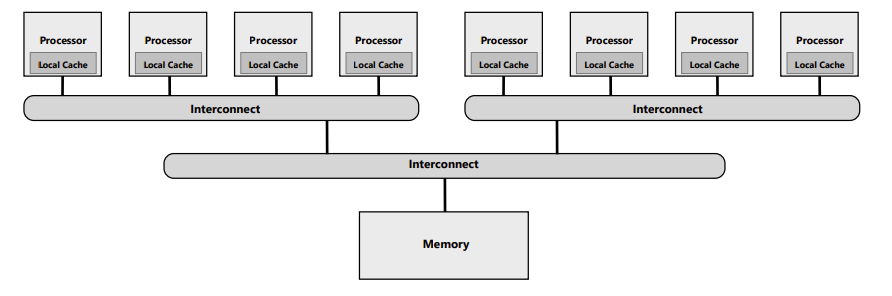 Processor
Local Cache
Processor
Local Cache
Processor
Local Cache
Processor
Local Cache
Processor
Local Cache
Processor
Local Cache
Processor
Local Cache
Processor
Local Cache
Interconnect
Interconnect
Interconnect
Memory